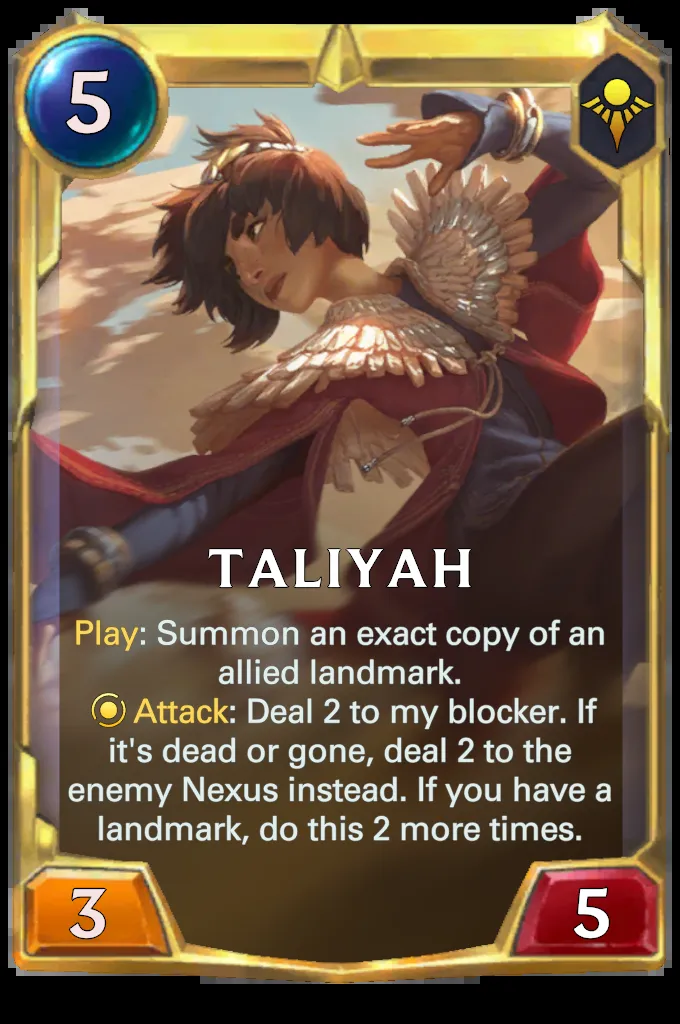 5
TALIYAH
Play: Summon an exact copy of an
allied landmark.
Attack: Deal 2 to my blocker. If
it's dead or gone, deal 2 to the
enemy Nexus instead. If you have a
landmark, do this 2 more times.
3
5